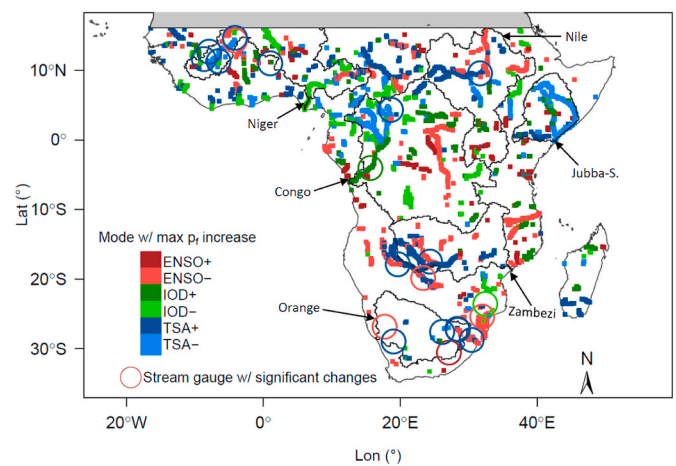 Nile
10°N
Niger
0°
Jubba-S.
Congo
Lat (°)
10°S
Mode w/ max pf increase
ENSO+
ENSO−
IOD+
IOD−
TSA+
TSA−
20°S
Zambezi
Orange
30°S
Stream gauge w/ significant changes
N
20°W
0°
20°E
40°E
Lon (°)